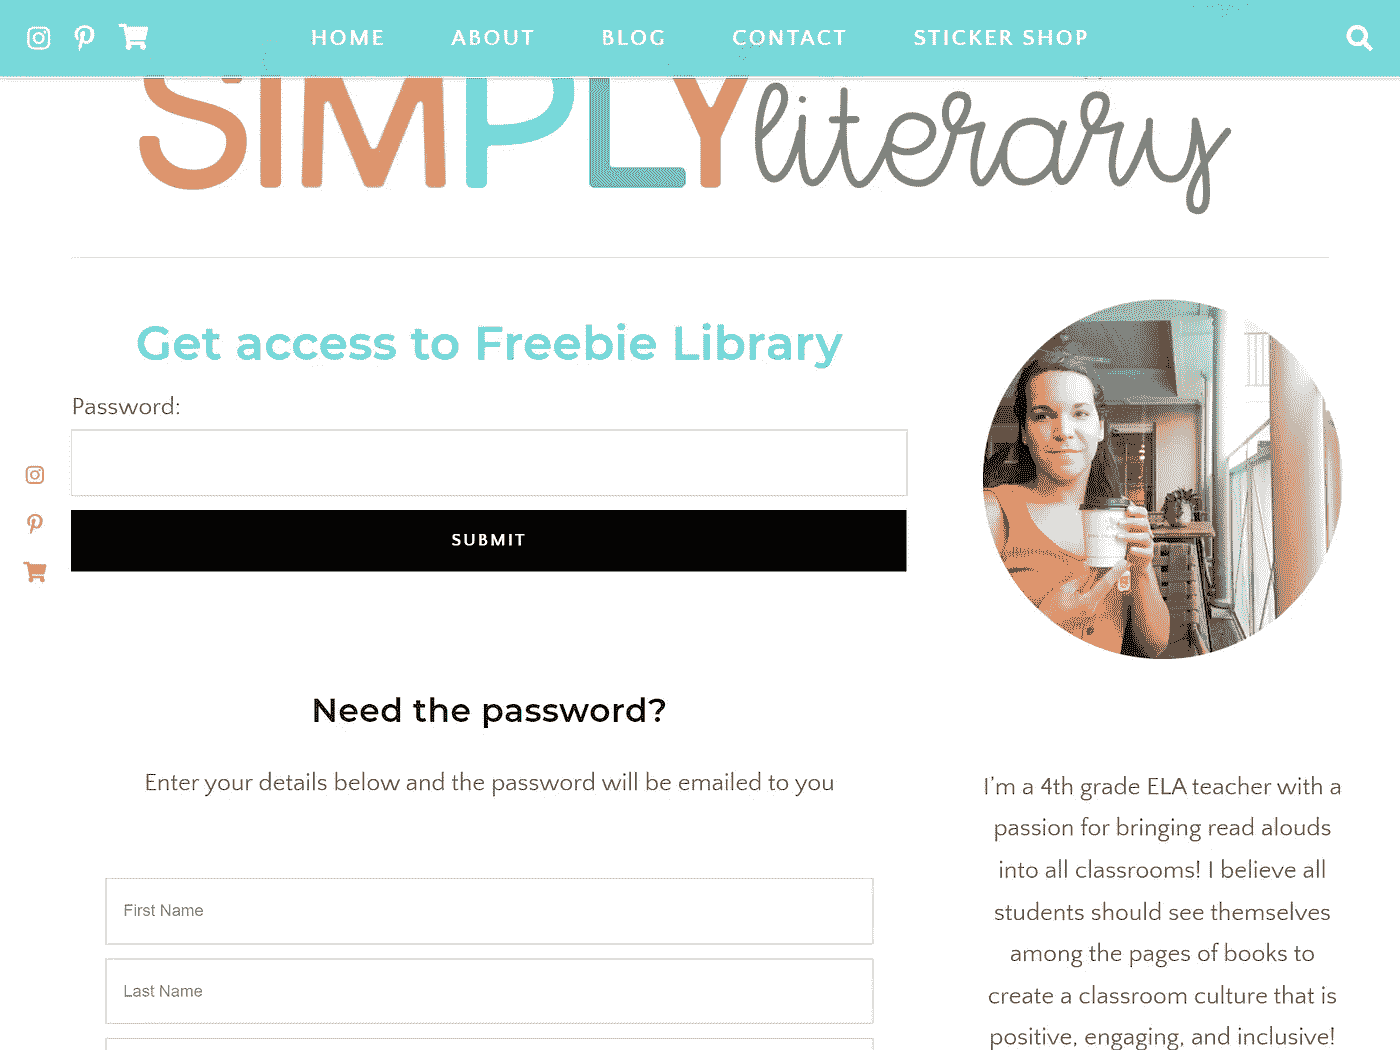 HOME ABOUT BLOG CONTACT STICKER SHOP
SIMPLY literary
Get access to Freebie Library
Password:
SUBMIT
Need the password?
Enter your details below and the password will be emailed to you
First Name
Last Name
I'm a 4th grade ELA teacher with a
passion for bringing read alouds
into all classrooms! I believe all
students should see themselves
among the pages of books to
create a classroom culture that is
positive, engaging, and inclusive!